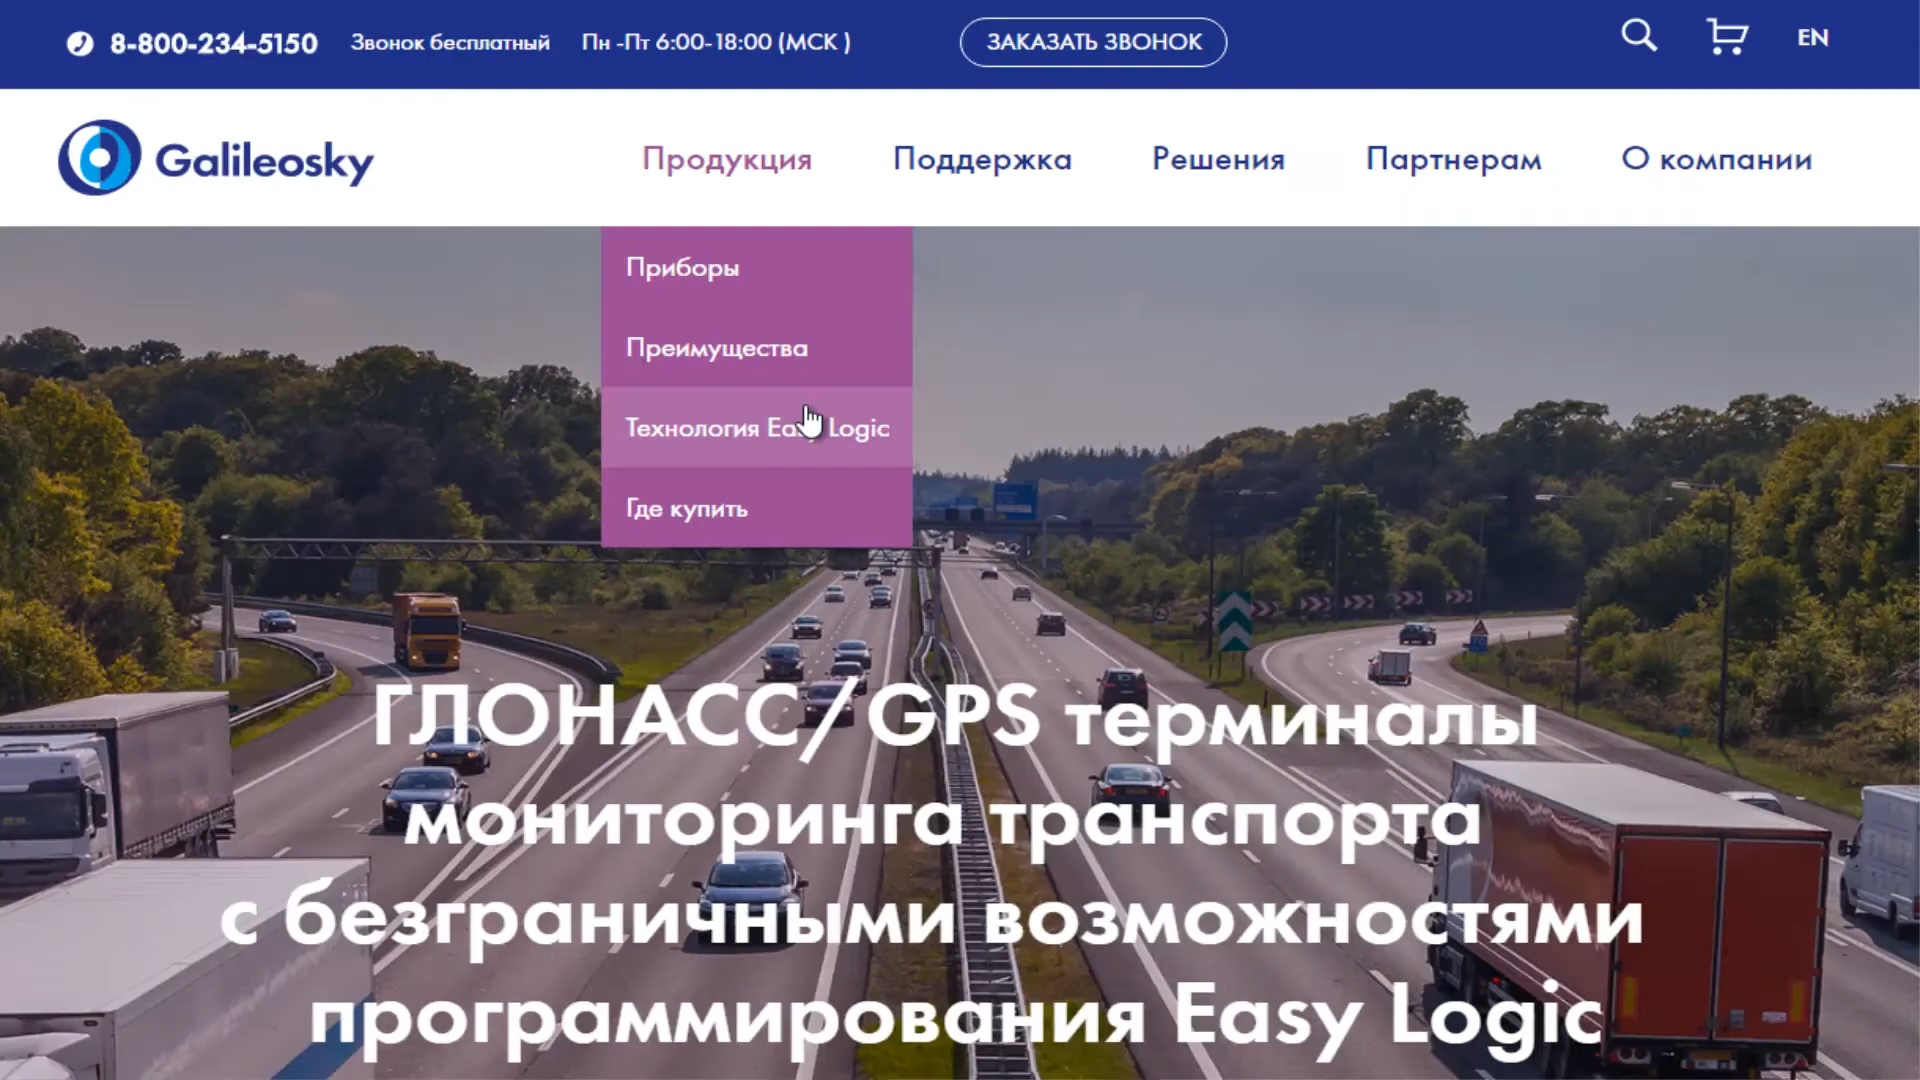 8-800-234-5150 Звонок бесплатный Пн -Пт 6:00-18:00 (МСК ) ЗАКАЗАТЬ ЗВОНОК EN
Galileosky Продукция Поддержка Решения Партнерам О компании
Приборы
Преимущества
Технология Easy Logic
Где купить
ГЛОНАСС/GPS терминалы
мониторинга транспорта
с безграничными возможностями
программирования Easy Logic